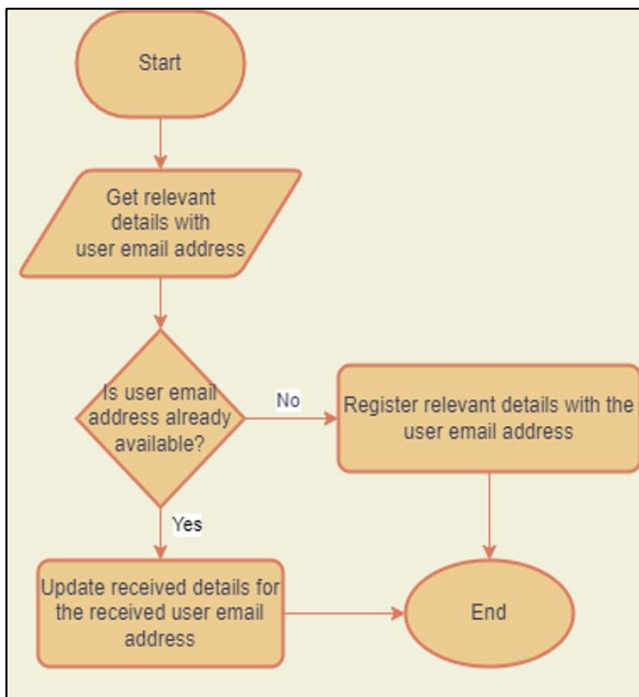 Start
Get relevant
details with
user email address
Is user email
address already
available?
No
Register relevant details with the
user email address
Yes
Update received details for
the received user email
address
End